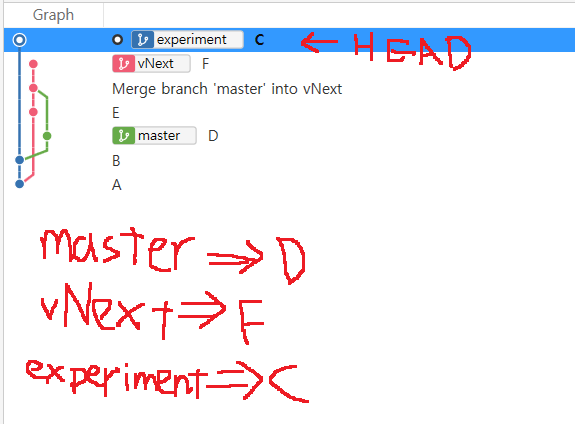 Graph
experiment C ← HEAD
vNext F
Merge branch 'master' into vNext
E
master D
B
A
master ⇒ D
vNext ⇒ F
experiment ⇒ C